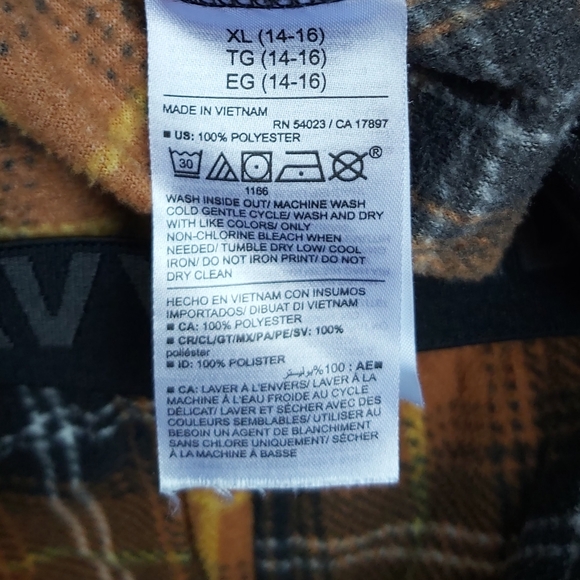 XL (14-16)
TG (14-16)
EG (14-16)
MADE IN VIETNAM
RN 54023 / CA 17897
■ US: 100% POLYESTER
30
®
1166
WASH INSIDE OUT/ MACHINE WASH
COLD GENTLE CYCLE/ WASH AND DRY
WITH LIKE COLORS/ ONLY
NON-CHLORINE BLEACH WHEN
NEEDED/ TUMBLE DRY LOW/ COOL
IRON/ DO NOT IRON PRINT/ DO NOT
DRY CLEAN
HECHO EN VIETNAM CON INSUMOS
IMPORTADOS/ DIBUAT DI VIETNAM
■ CA: 100% POLYESTER
■ CR/CL/GT/MX/PA/PE/SV: 100%
poliéster
■ ID: 100% POLISTER
■AE: 100% بوليستر
■ CA: LAVER À L'ENVERS/ LAVER À LA
MACHINE À L'EAU FROIDE AU CYCLE
DÉLICAT/ LAVER ET SÉCHER AVEC DES
COULEURS SEMBLABLES/ UTILISER AU
BESOIN UN AGENT DE BLANCHIMENT
SANS CHLORE UNIQUEMENT/ SÉCHER
À LA MACHINE À BASSE